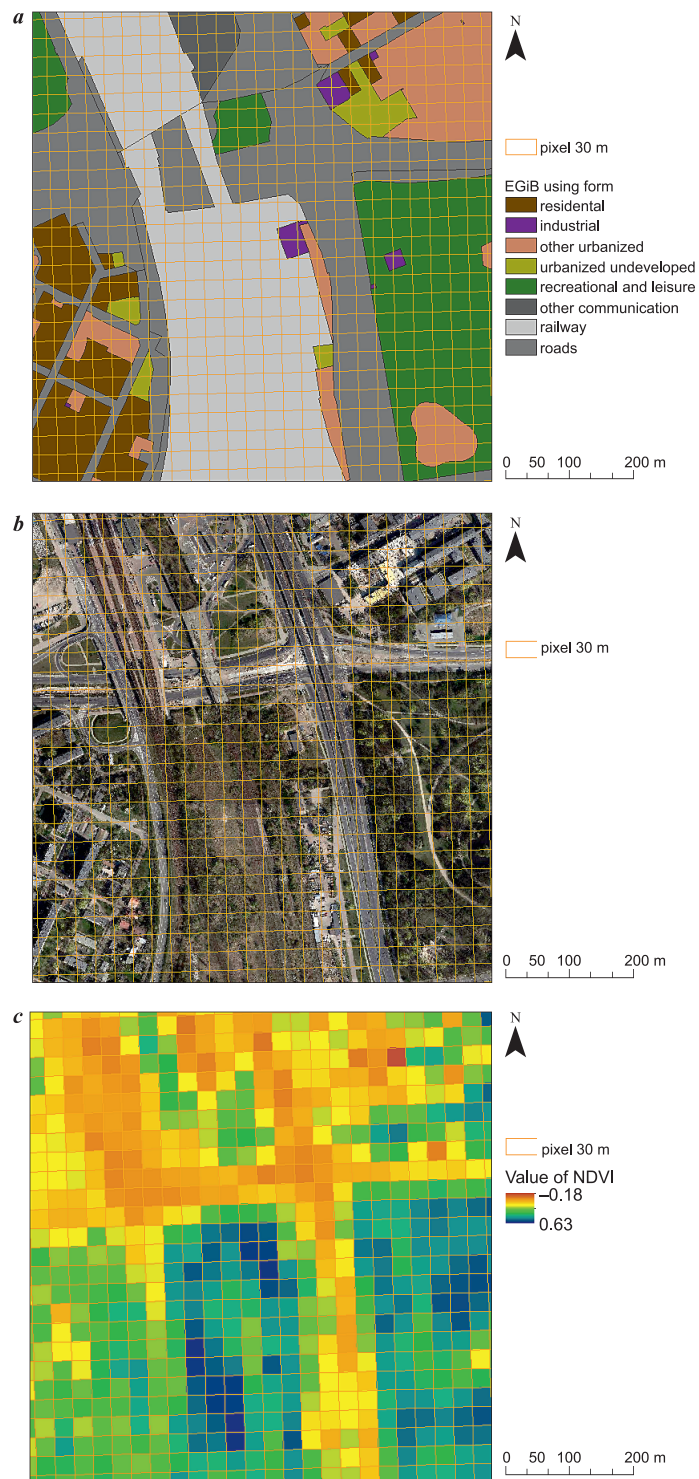 a
N
pixel 30 m
EGiB using form
residental
industrial
other urbanized
urbanized undeveloped
recreational and leisure
other communication
railway
roads
0 50 100 200 m
b
N
pixel 30 m
0 50 100 200 m
c
N
pixel 30 m
Value of NDVI
–0.18
0.63
0 50 100 200 m